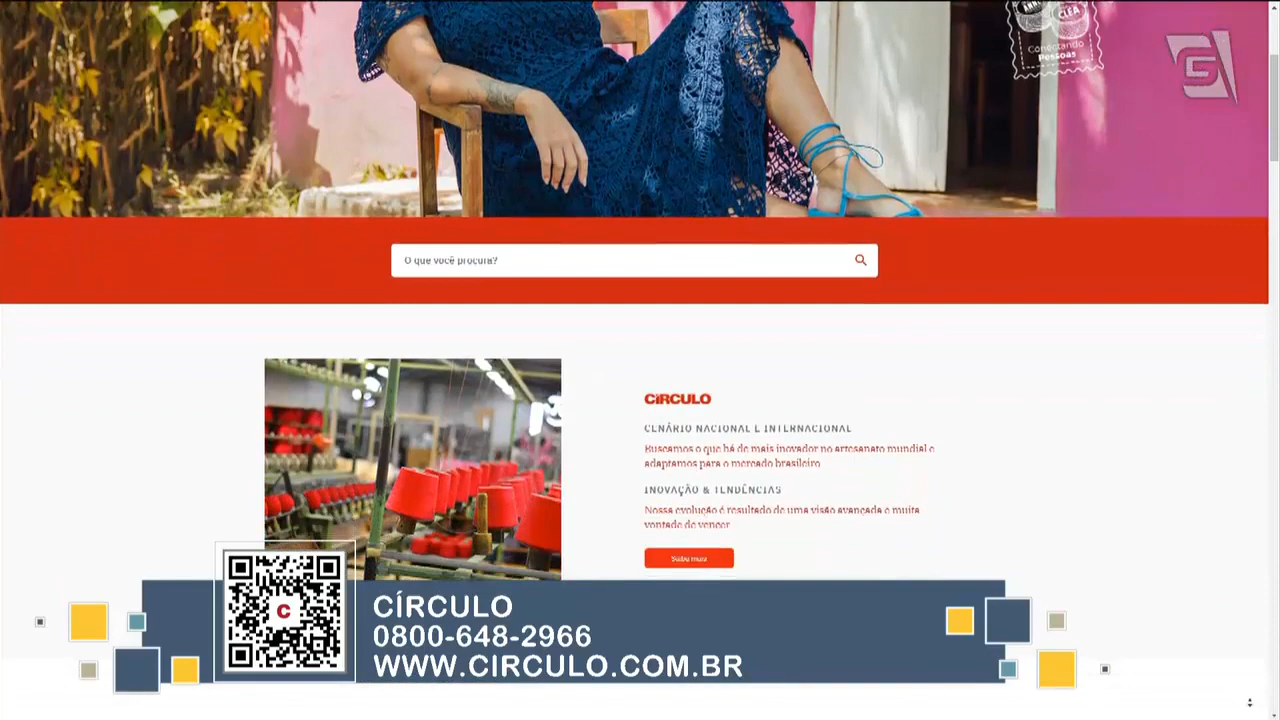 CLÉA
Conectando
Pessoas
O que você procura?
CÍRCULO
CENÁRIO NACIONAL E INTERNACIONAL
Buscamos o que há de mais inovador no artesanato mundial e
adaptamos para o mercado brasileiro
INOVAÇÃO & TENDÊNCIAS
Nossa evolução é resultado de uma visão avançada e muita
vontade de vencer
Saiba mais
C
CÍRCULO
0800-648-2966
WWW.CIRCULO.COM.BR